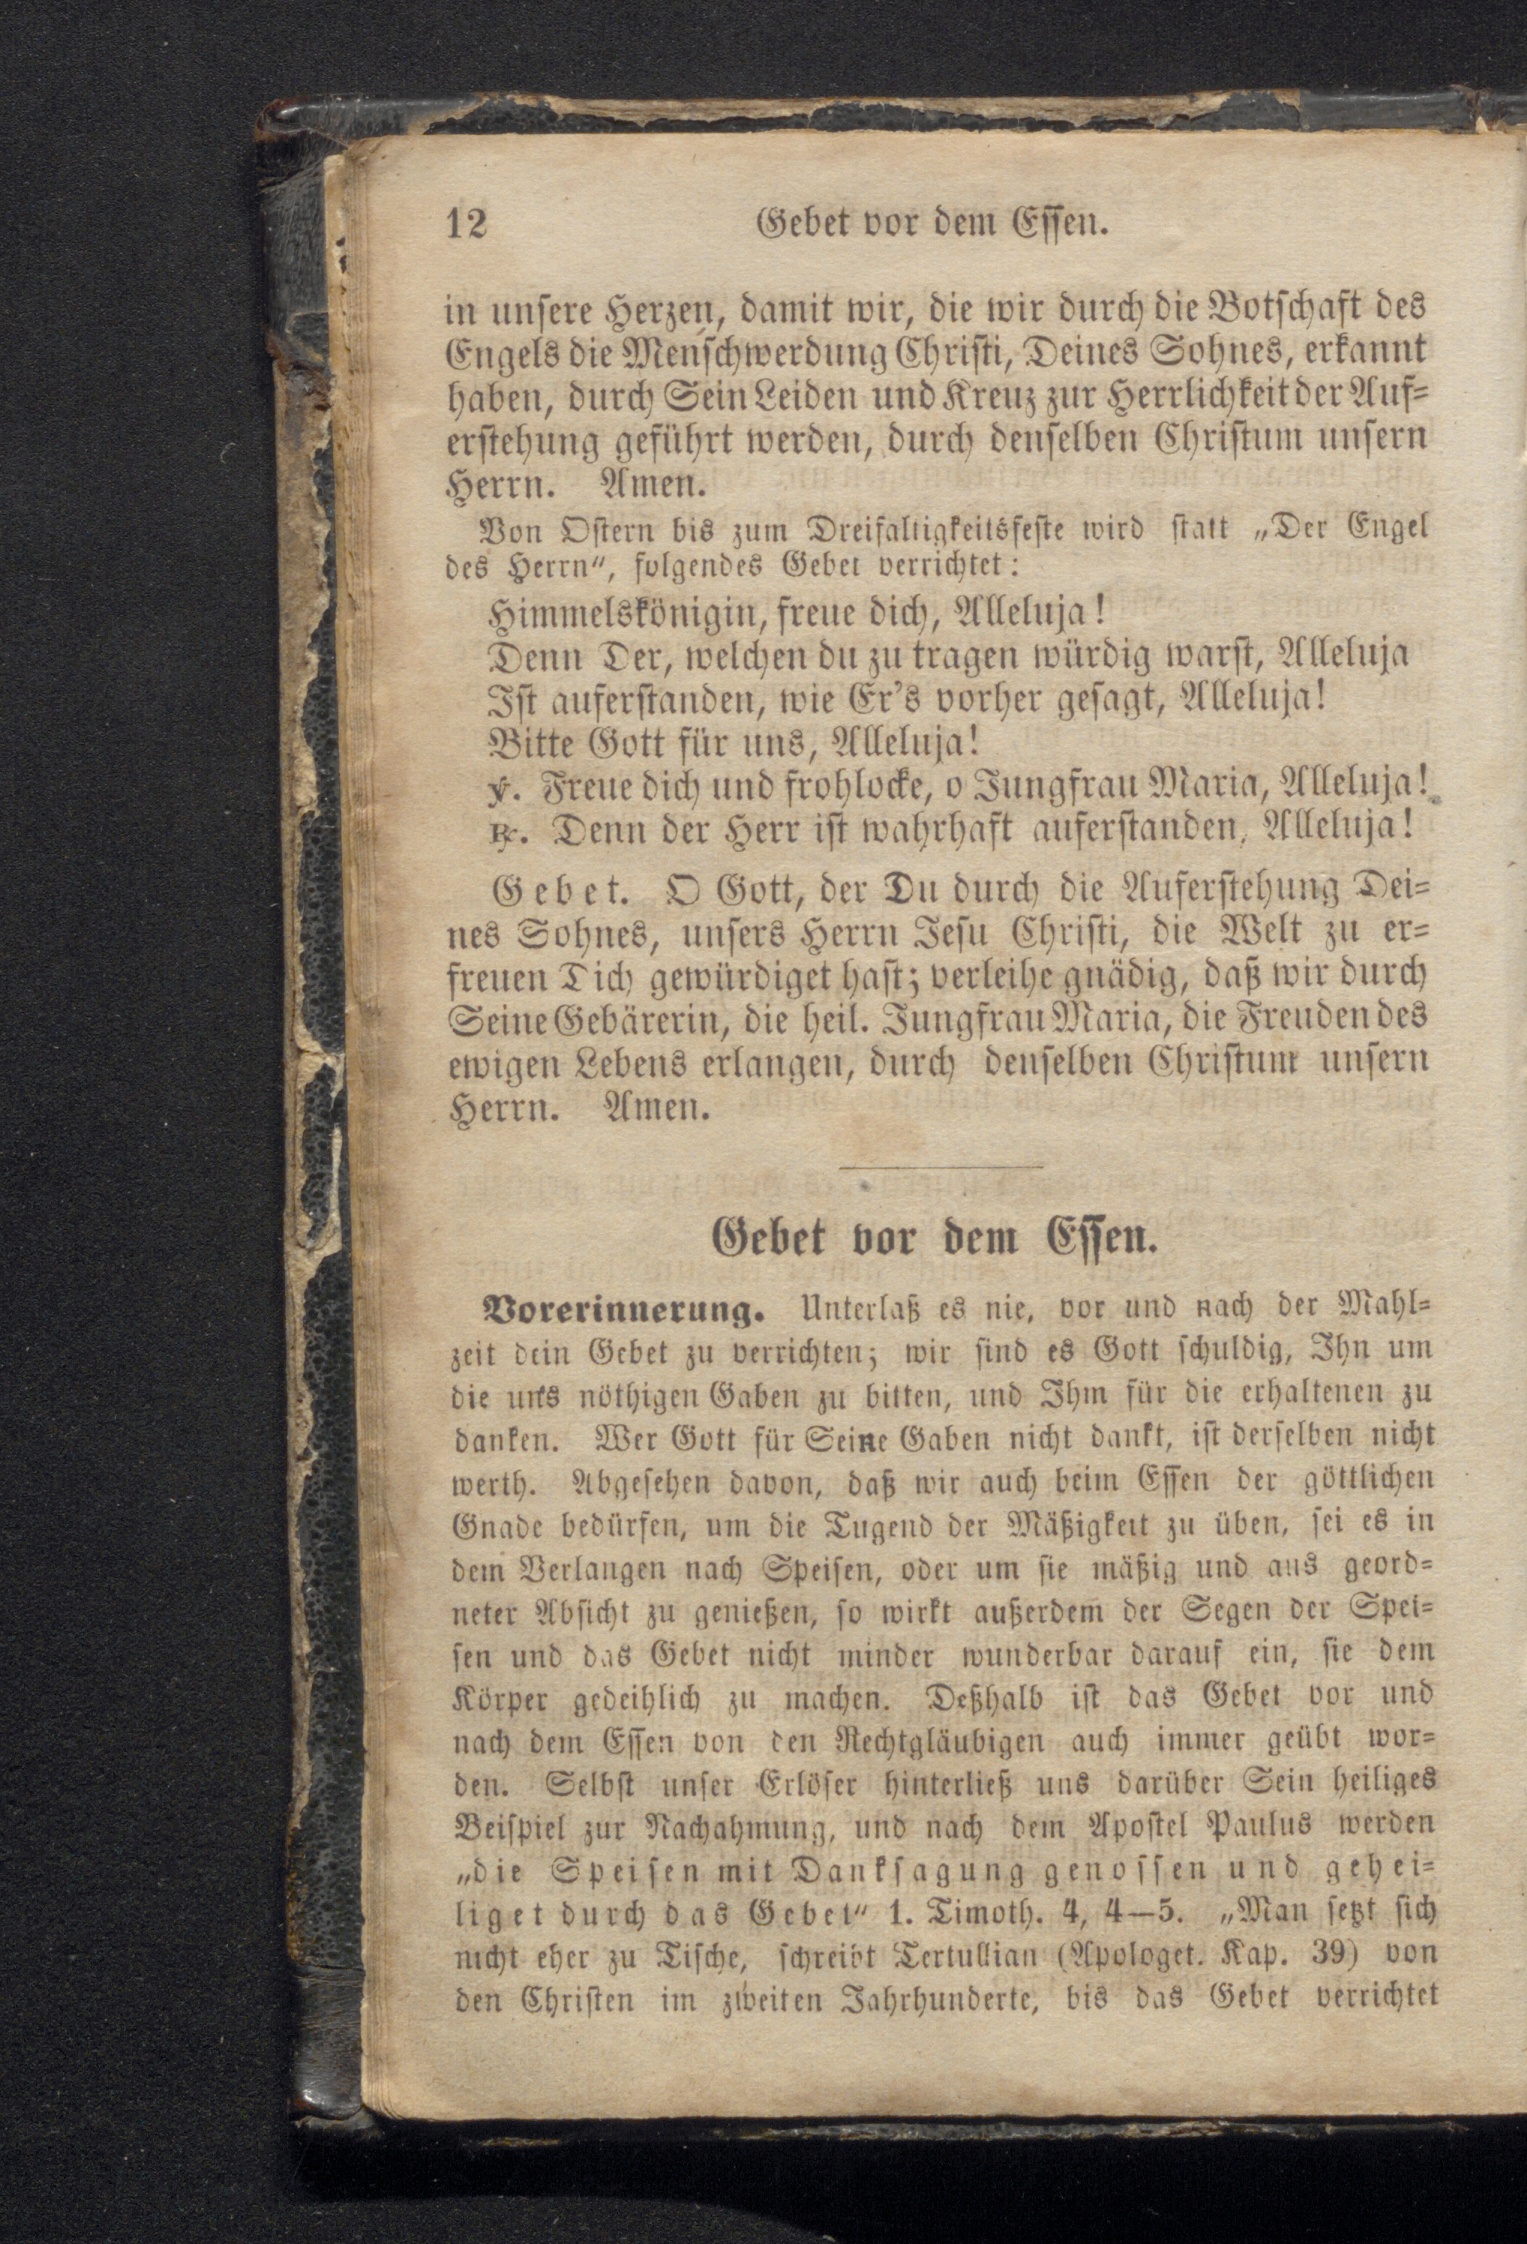 12 Gebet vor dem Essen.
in unsere Herzen, damit wir, die wir durch die Botschaft des
Engels die Menschwerdung Christi, Deines Sohnes, erkannt
haben, durch Sein Leiden und Kreuz zur Herrlichkeit der Auf-
erstehung geführt werden, durch denselben Christum unsern
Herrn. Amen.
Von Ostern bis zum Dreifaltigkeitsfeste wird statt „Der Engel
des Herrn“, folgendes Gebet verrichtet:
Himmelskönigin, freue dich, Alleluja!
Denn Der, welchen du zu tragen würdig warst, Alleluja
Ist auferstanden, wie Er's vorher gesagt, Alleluja!
Bitte Gott für uns, Alleluja!
℣. Freue dich und frohlocke, o Jungfrau Maria, Alleluja!
℟. Denn der Herr ist wahrhaft auferstanden, Alleluja!
Gebet. O Gott, der Du durch die Auferstehung Dei-
nes Sohnes, unsers Herrn Jesu Christi, die Welt zu er-
freuen Dich gewürdiget hast; verleihe gnädig, daß wir durch
Seine Gebärerin, die heil. Jungfrau Maria, die Freuden des
ewigen Lebens erlangen, durch denselben Christum unsern
Herrn. Amen.
Gebet vor dem Essen.
Vorerinnerung. Unterlaß es nie, vor und nach der Mahl-
zeit dein Gebet zu verrichten; wir sind es Gott schuldig, Ihn um
die uns nöthigen Gaben zu bitten, und Ihm für die erhaltenen zu
danken. Wer Gott für Seine Gaben nicht dankt, ist derselben nicht
werth. Abgesehen davon, daß wir auch beim Essen der göttlichen
Gnade bedürfen, um die Tugend der Mäßigkeit zu üben, sei es in
dem Verlangen nach Speisen, oder um sie mäßig und aus geord-
neter Absicht zu genießen, so wirkt außerdem der Segen der Spei-
sen und das Gebet nicht minder wunderbar darauf ein, sie dem
Körper gedeihlich zu machen. Deßhalb ist das Gebet vor und
nach dem Essen von den Rechtgläubigen auch immer geübt wor-
den. Selbst unser Erlöser hinterließ uns darüber Sein heiliges
Beispiel zur Nachahmung, und nach dem Apostel Paulus werden
„die Speisen mit Danksagung genossen und gehei-
liget durch das Gebet“ 1. Timoth. 4, 4—5. „Man setzt sich
nicht eher zu Tische, schreibt Tertullian (Apologet. Kap. 39) von
den Christen im zweiten Jahrhunderte, bis das Gebet verrichtet